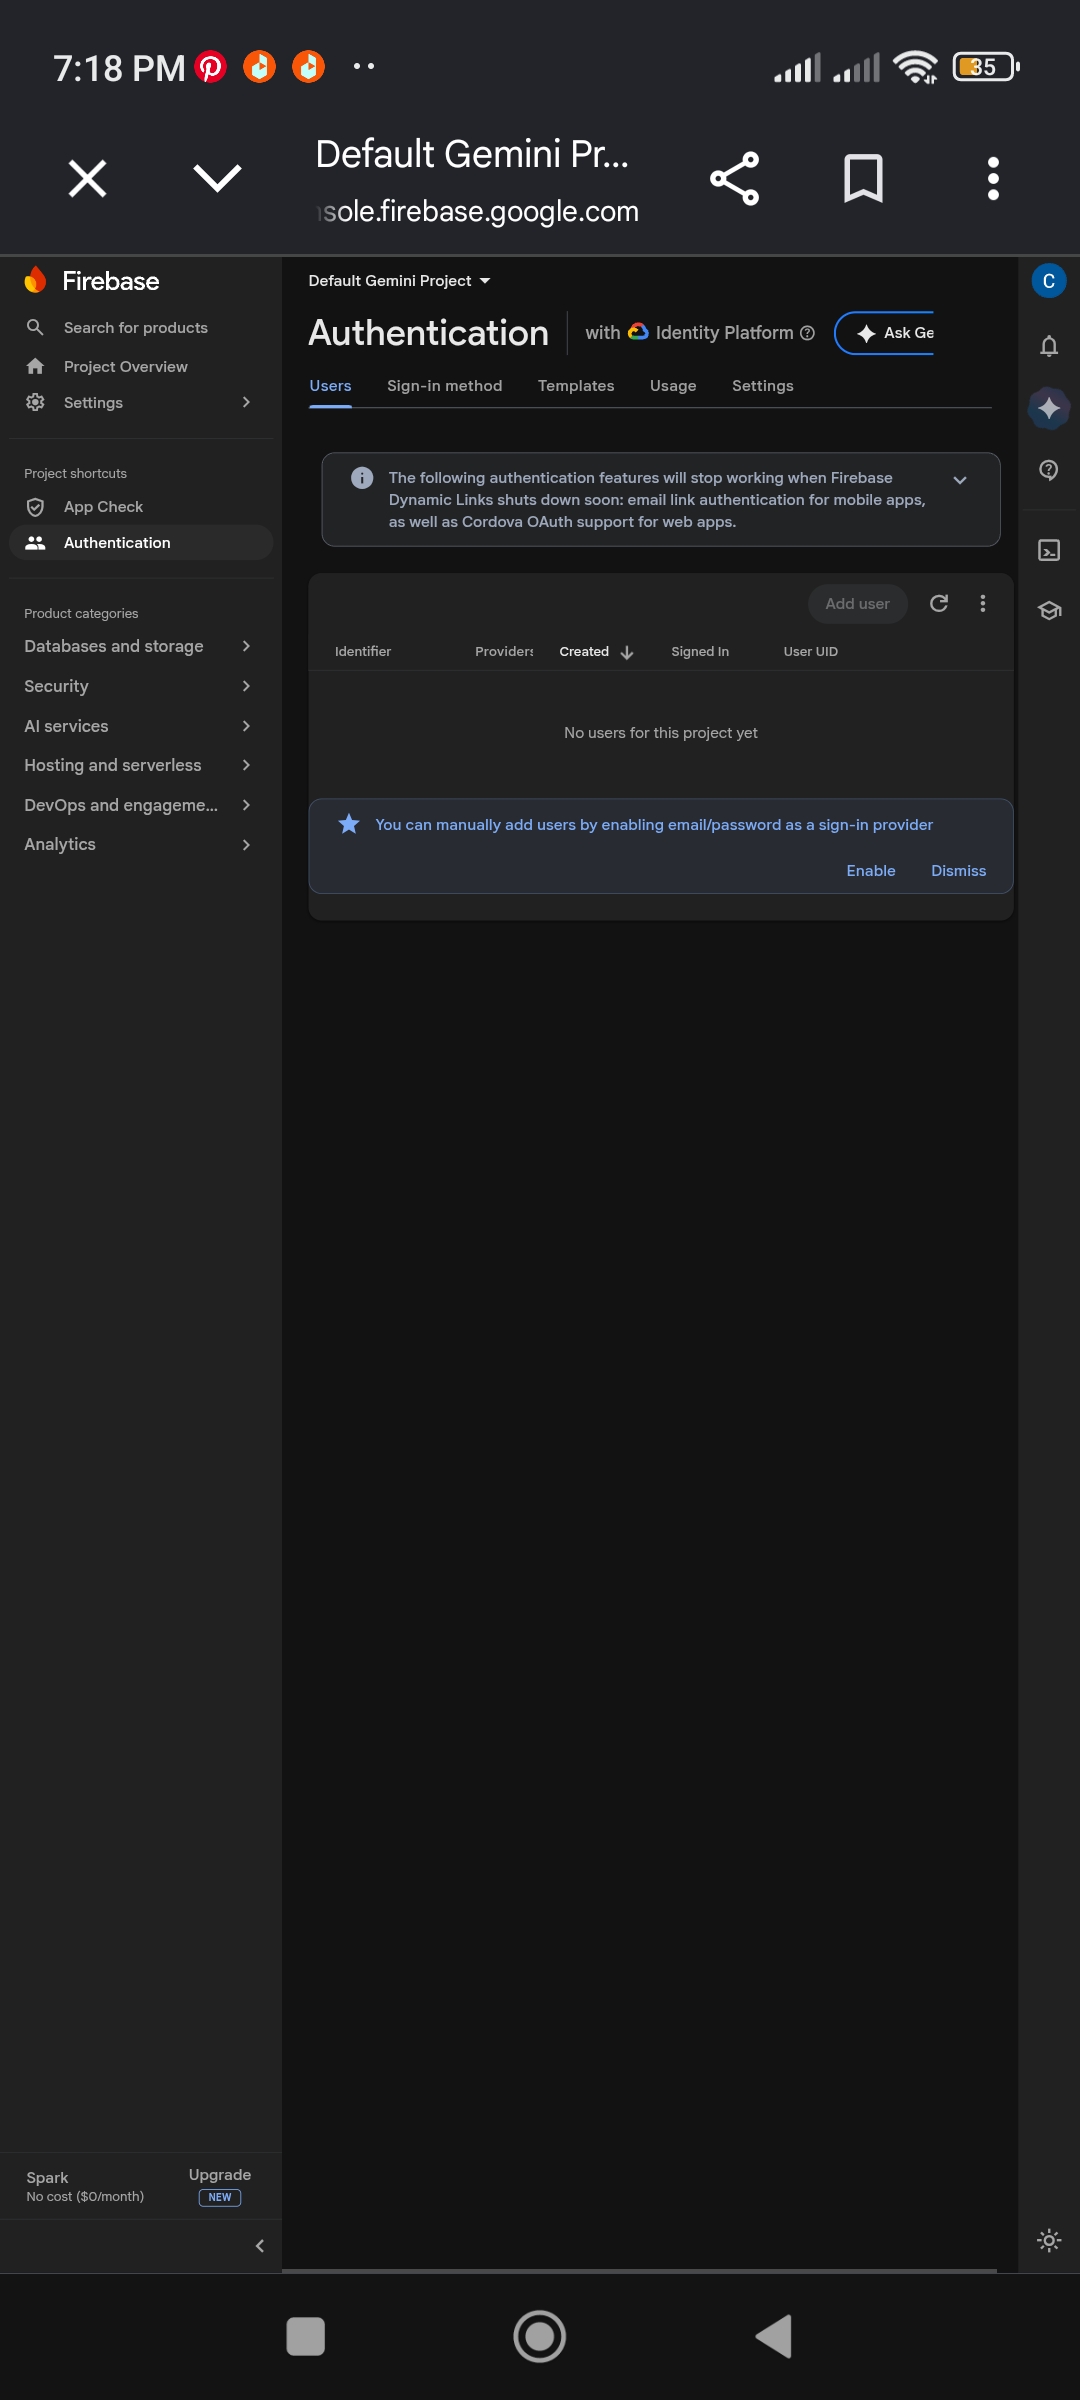 7:18 PM
35
Default Gemini Pr...
sole.firebase.google.com
Firebase
Search for products
Project Overview
Settings
Project shortcuts
App Check
Authentication
Product categories
Databases and storage
Security
AI services
Hosting and serverless
DevOps and engageme...
Analytics
Spark
No cost ($0/month)
Upgrade
NEW
Default Gemini Project
Authentication
with Identity Platform
Ask Ge
Users
Sign-in method
Templates
Usage
Settings
The following authentication features will stop working when Firebase
Dynamic Links shuts down soon: email link authentication for mobile apps,
as well as Cordova OAuth support for web apps.
Add user
Identifier
Providers
Created
Signed In
User UID
No users for this project yet
You can manually add users by enabling email/password as a sign-in provider
Enable
Dismiss
C